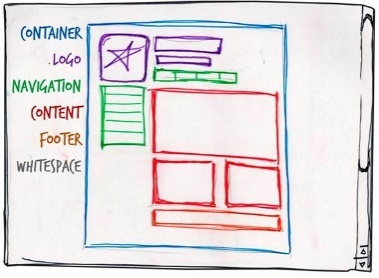 CONTAINER
.LOGO
NAVIGATION
CONTENT
FOOTER
WHITESPACE